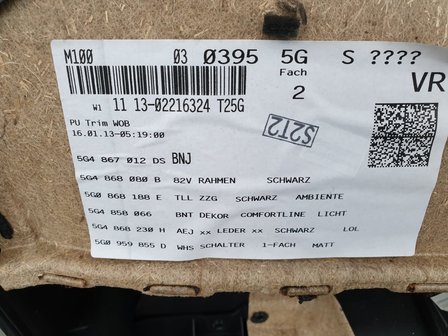 M100 03 0395 5G S ????
Fach
2
VR
W1 11 13-02216324 T25G
PU Trim WOB
16.01.13-05:19:00
S2T2
5G4 867 012 DS BNJ
5G4 868 080 B 82V RAHMEN SCHWARZ
5G0 868 188 E TLL ZZG SCHWARZ AMBIENTE
5G4 858 066 BNT DEKOR COMFORTLINE LICHT
5G4 868 230 H AEJ xx LEDER xx SCHWARZ LOL
5G0 959 855 D WHS SCHALTER 1-FACH MATT